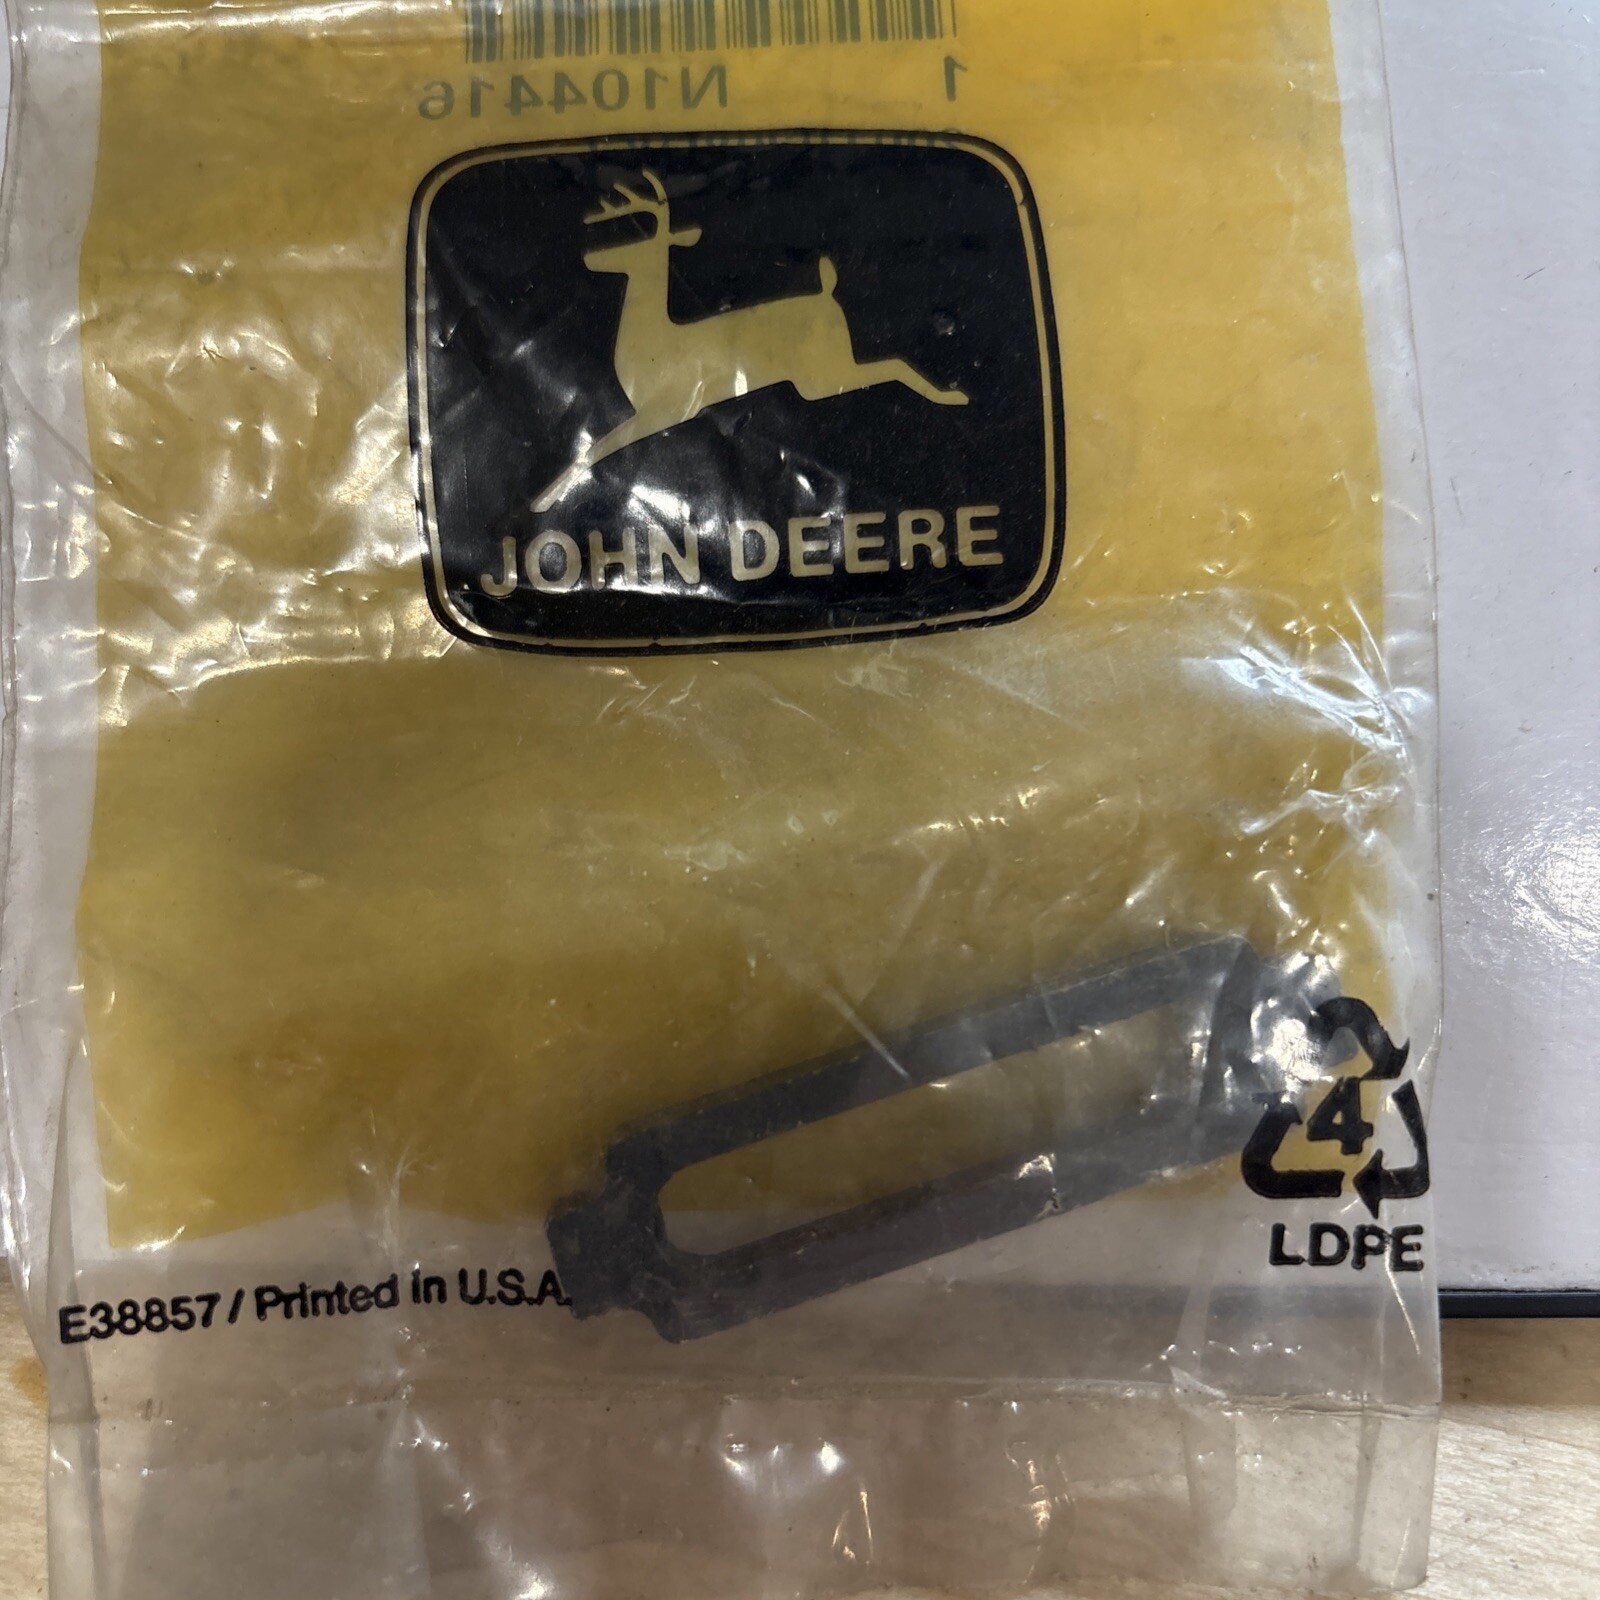 N104416 1
JOHN DEERE
4
LDPE
E38857 / Printed in U.S.A.